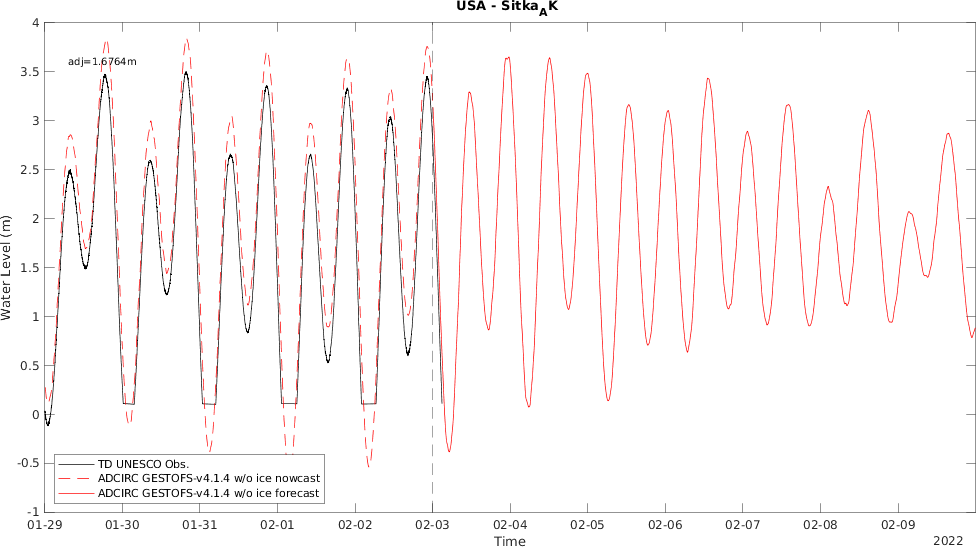 USA - Sitka_AK
adj=1.6764m
4
3.5
3
2.5
2
1.5
1
0.5
0
-0.5
-1
Water Level (m)
TD UNESCO Obs.
ADCIRC GESTOFS-v4.1.4 w/o ice nowcast
ADCIRC GESTOFS-v4.1.4 w/o ice forecast
01-29 01-30 01-31 02-01 02-02 02-03 02-04 02-05 02-06 02-07 02-08 02-09
Time
2022